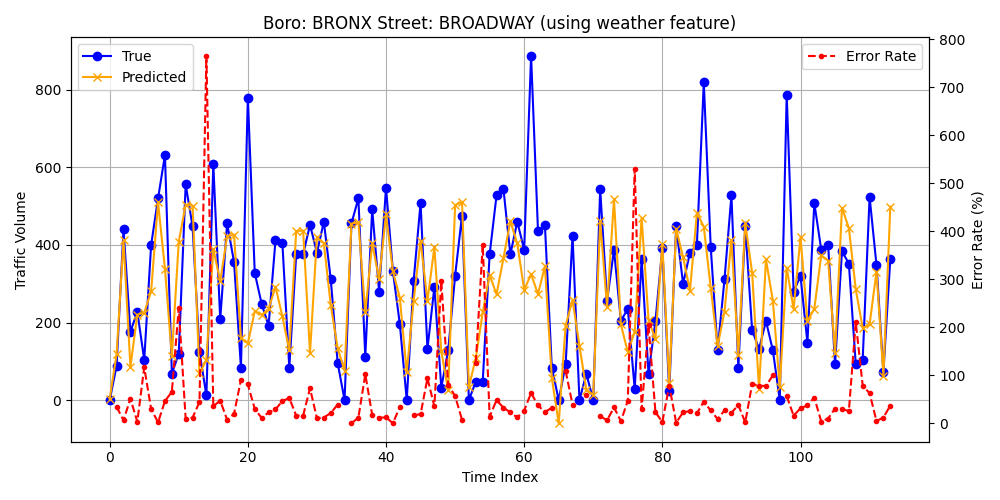 Boro: BRONX Street: BROADWAY (using weather feature)
True
Predicted
Error Rate
Traffic Volume
800
600
400
200
0
800
700
600
500
400
300
200
100
0
Error Rate (%)
0 20 40 60 80 100
Time Index